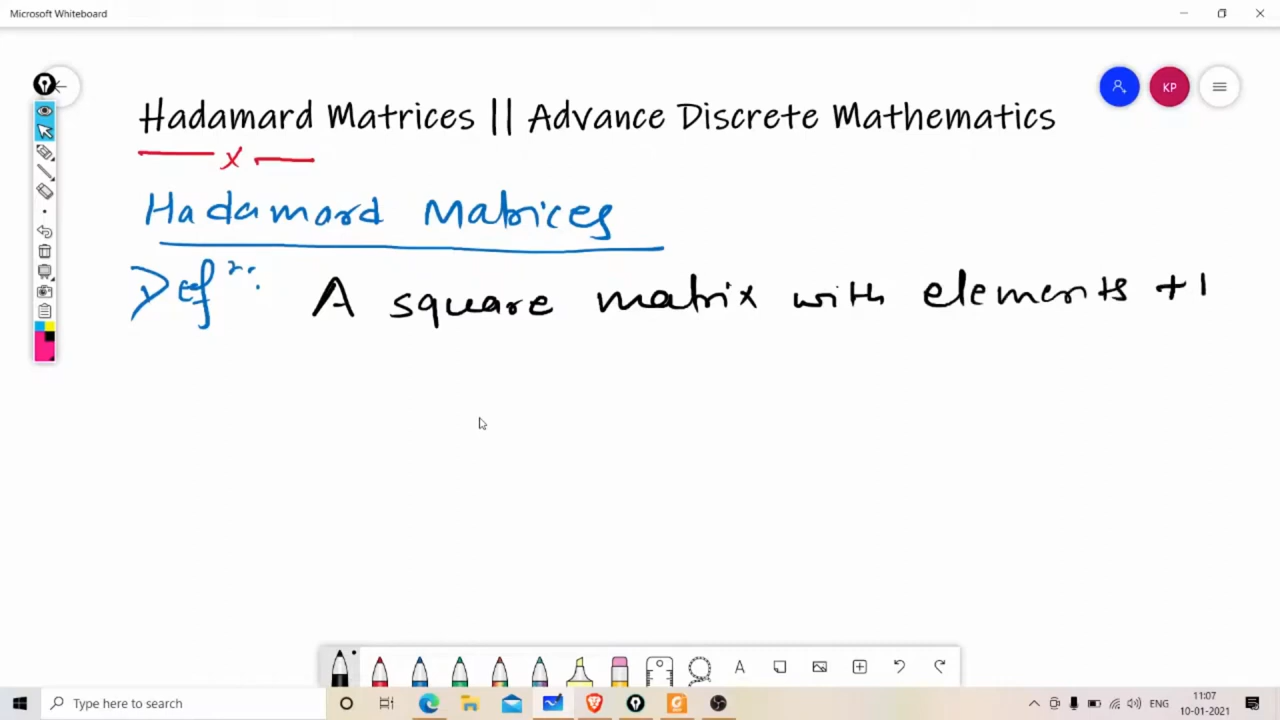 Microsoft Whiteboard
KP
Hadamard Matrices || Advance Discrete Mathematics
x
Hadamard Matrices
Defn: A square matrix with elements +1
A
Type here to search
ENG
11:07
10-01-2021